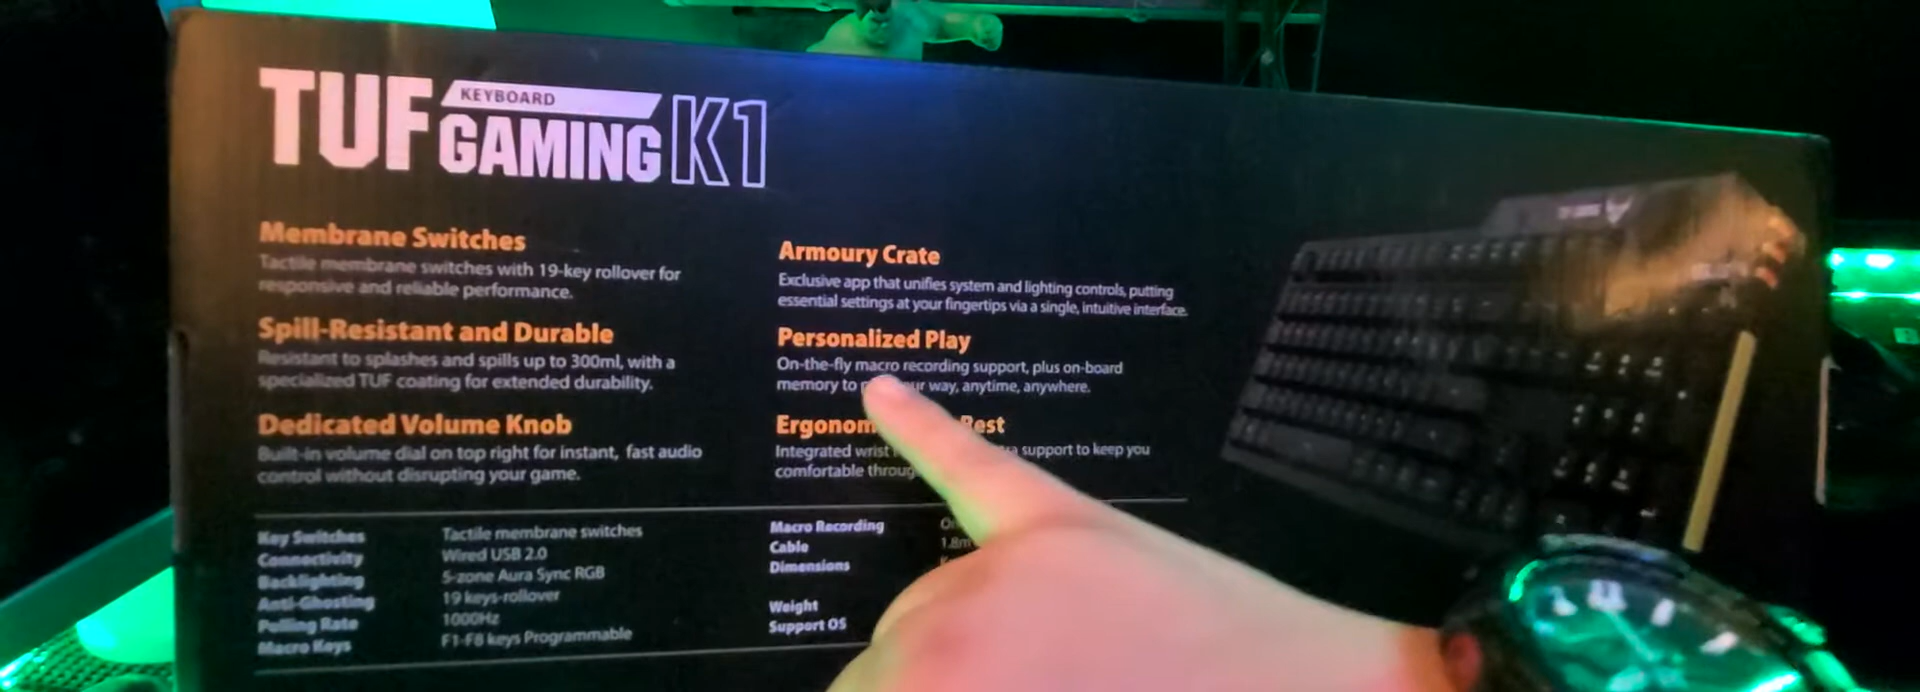 TUF KEYBOARD GAMING K1
Membrane Switches
Tactile membrane switches with 19-key rollover for
responsive and reliable performance.
Spill-Resistant and Durable
Resistant to splashes and spills up to 300ml, with a
specialized TUF coating for extended durability.
Dedicated Volume Knob
Built-in volume dial on top right for instant, fast audio
control without disrupting your game.
Armoury Crate
Exclusive app that unifies system and lighting controls, putting
essential settings at your fingertips via a single, intuitive interface.
Personalized Play
On-the-fly macro recording support, plus on-board
memory to way, anytime, anywhere.
Integrated wrist support to keep you
comfortable
Key Switches Tactile membrane switches
Connectivity Wired USB 2.0
Backlighting 5-zone Aura Sync RGB
Anti-Ghosting 19 keys-rollover
Polling Rate 1000Hz
Macro Keys F1-F8 keys Programmable
Macro Recording
Cable 1.8m
Dimensions
Weight
Support OS